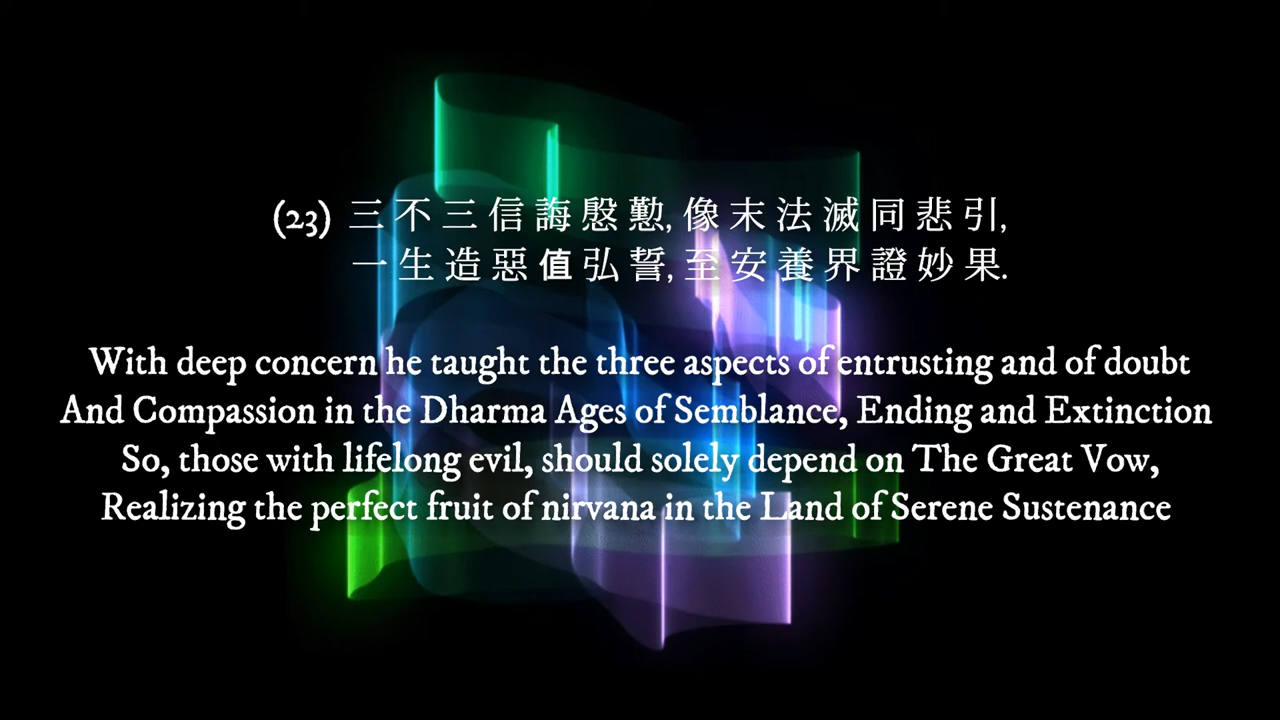 (23) 三不三信誨慇懃, 像末法滅同悲引,
一生造惡值弘誓, 至安養界證妙果.
With deep concern he taught the three aspects of entrusting and of doubt
And Compassion in the Dharma Ages of Semblance, Ending and Extinction
So, those with lifelong evil, should solely depend on The Great Vow,
Realizing the perfect fruit of nirvana in the Land of Serene Sustenance